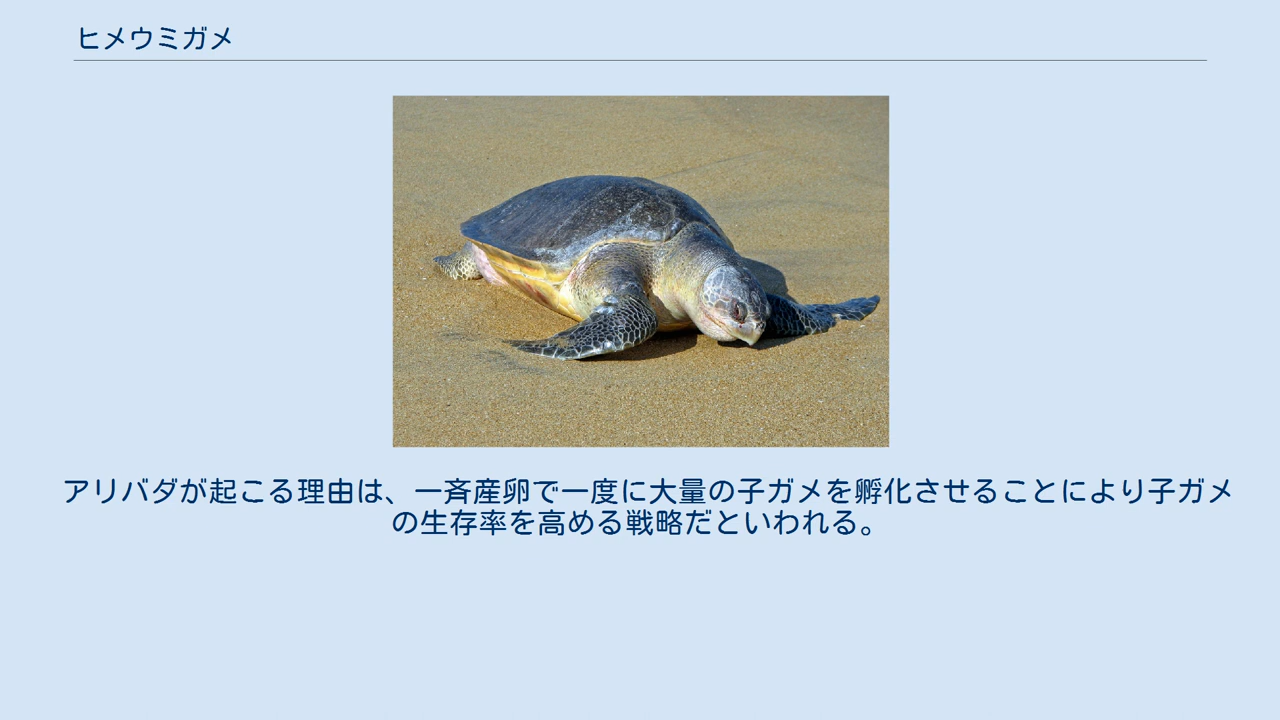 ヒメウミガメ
アリバダが起こる理由は、一斉産卵で一度に大量の子ガメを孵化させることにより子ガメ
の生存率を高める戦略だといわれる。